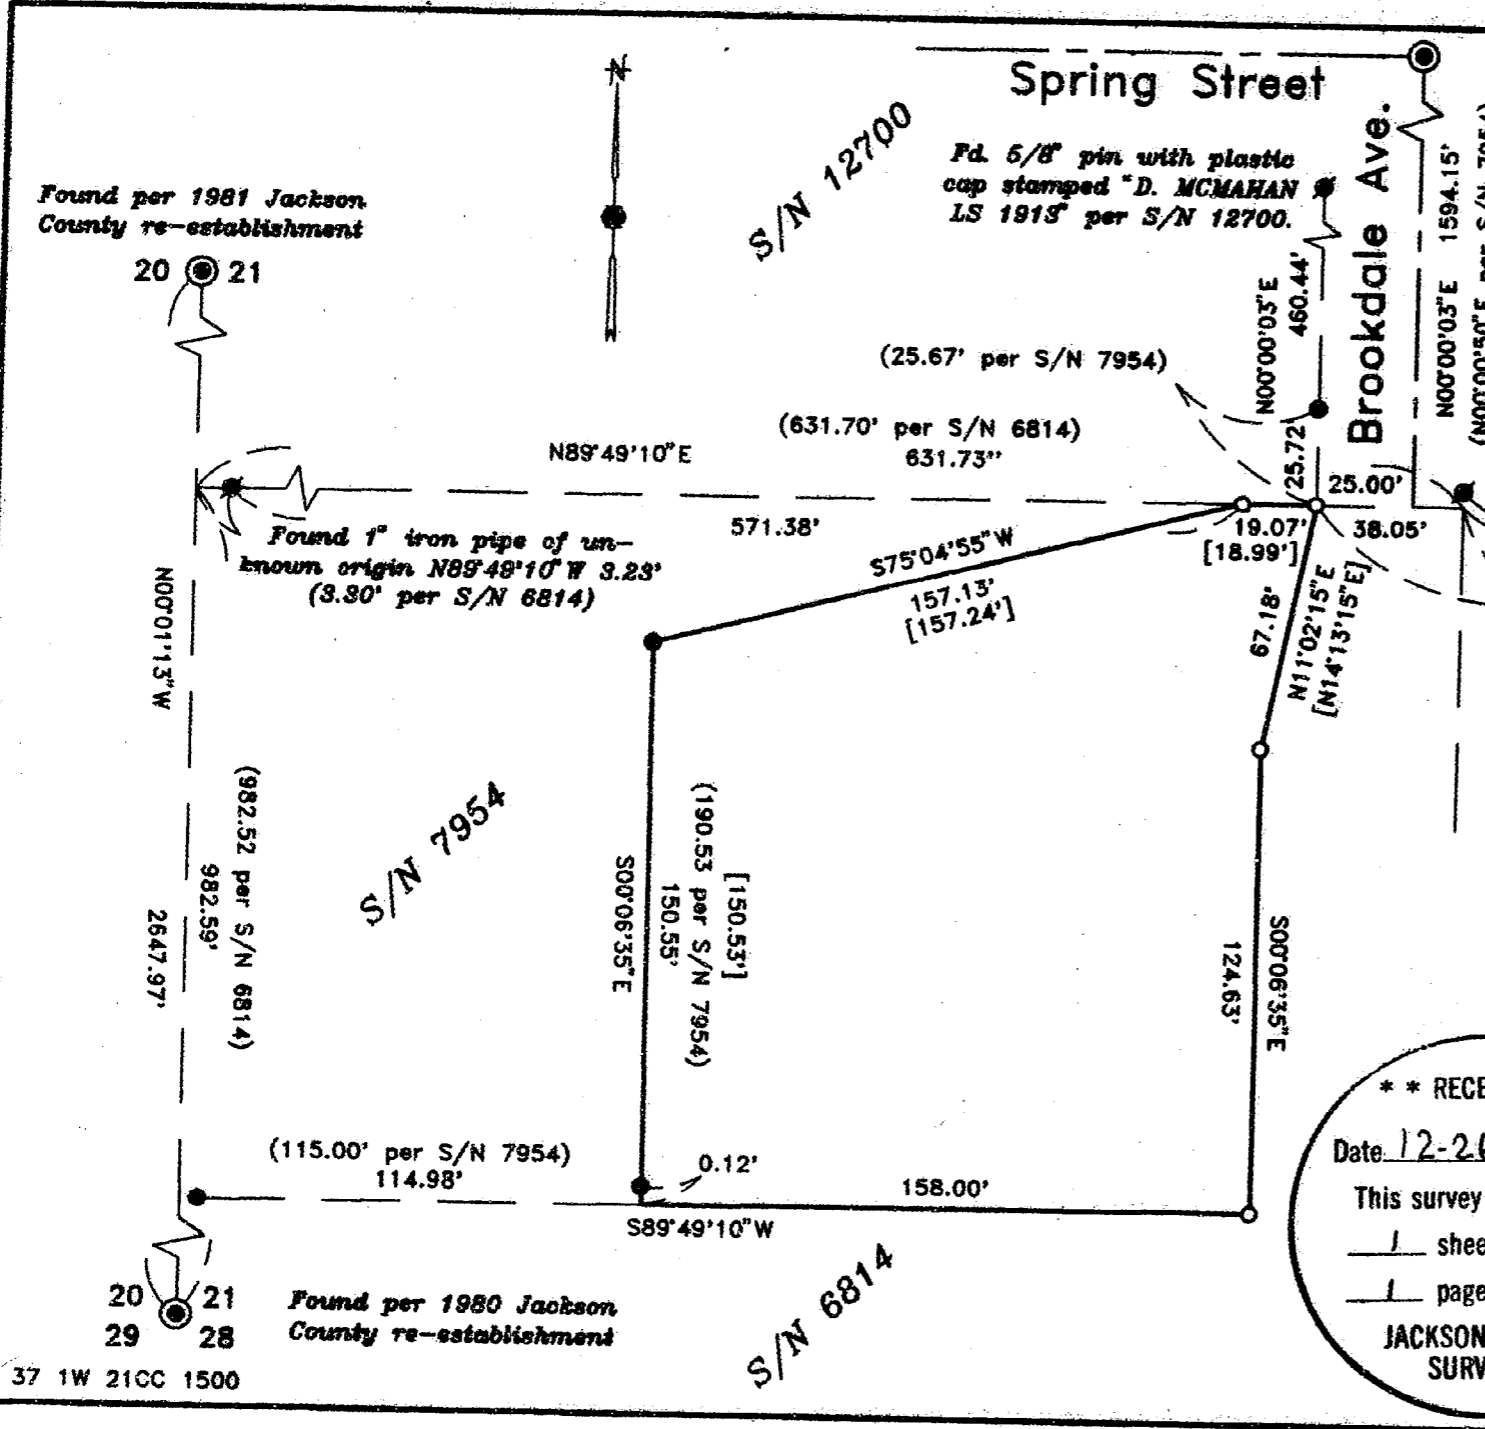 N
Spring Street
S/N 12700
Fd. 5/8" pin with plastic
cap stamped "D. MCMAHAN
LS 1913" per S/N 12700.
Brookdale Ave.
N00°00'03"E 1594.15'
Found per 1981 Jackson
County re-establishment
20 21
N00°00'03"E
460.44'
(25.67' per S/N 7954)
(631.70' per S/N 6814)
631.73''
N89°49'10"E
25.72'
25.00'
571.38'
19.07'
[18.99']
38.05'
Found 1" iron pipe of un-
known origin N89°49'10"W 3.23'
(3.30' per S/N 6814)
S75°04'55"W
157.13'
[157.24']
67.18'
N11°02'15"E
[N14°13'15"E]
N00°01'13"W
(982.52 per S/N 6814)
982.59'
2647.97'
S/N 7954
[150.53']
(190.53 per S/N 7954)
150.55'
S00°06'35"E
S00°06'35"E
124.63'
(115.00' per S/N 7954)
114.98'
0.12'
158.00'
S89°49'10"W
S/N 6814
20 21
29 28
Found per 1980 Jackson
County re-establishment
37 1W 21CC 1500
* * RECE
Date 12-2
This survey
1 shee
1 page
JACKSON
SURV